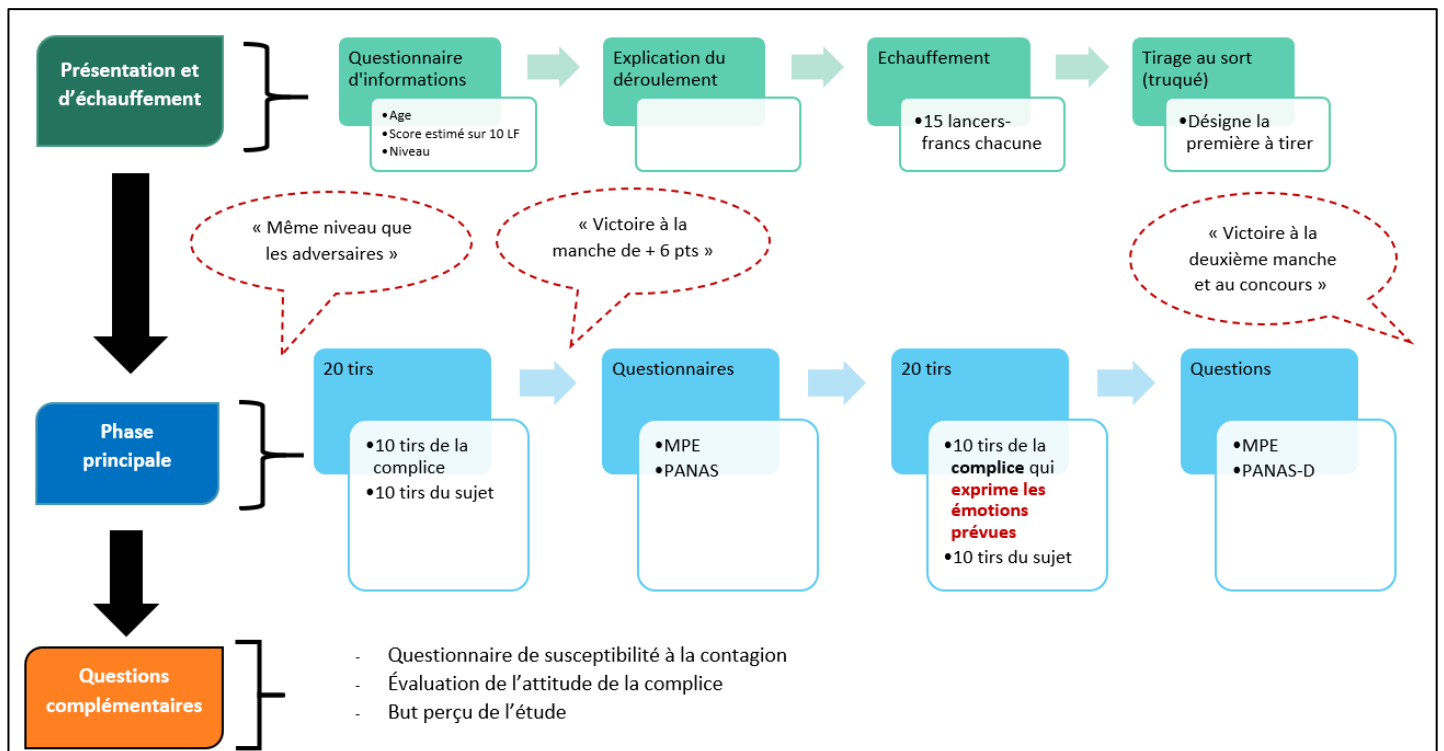 Présentation et
d'échauffement
Questionnaire
d'informations
•Age
•Score estimé sur 10 LF
•Niveau
Explication du
déroulement
Echauffement
•15 lancers-
francs chacune
Tirage au sort
(truqué)
•Désigne la
première à tirer
« Même niveau que
les adversaires »
« Victoire à la
manche de + 6 pts »
« Victoire à la
deuxième manche
et au concours »
Phase
principale
20 tirs
•10 tirs de la
complice
•10 tirs du sujet
Questionnaires
•MPE
•PANAS
20 tirs
•10 tirs de la
complice qui
exprime les
émotions
prévues
•10 tirs du sujet
Questions
•MPE
•PANAS-D
Questions
complémentaires
- Questionnaire de susceptibilité à la contagion
- Évaluation de l'attitude de la complice
- But perçu de l'étude